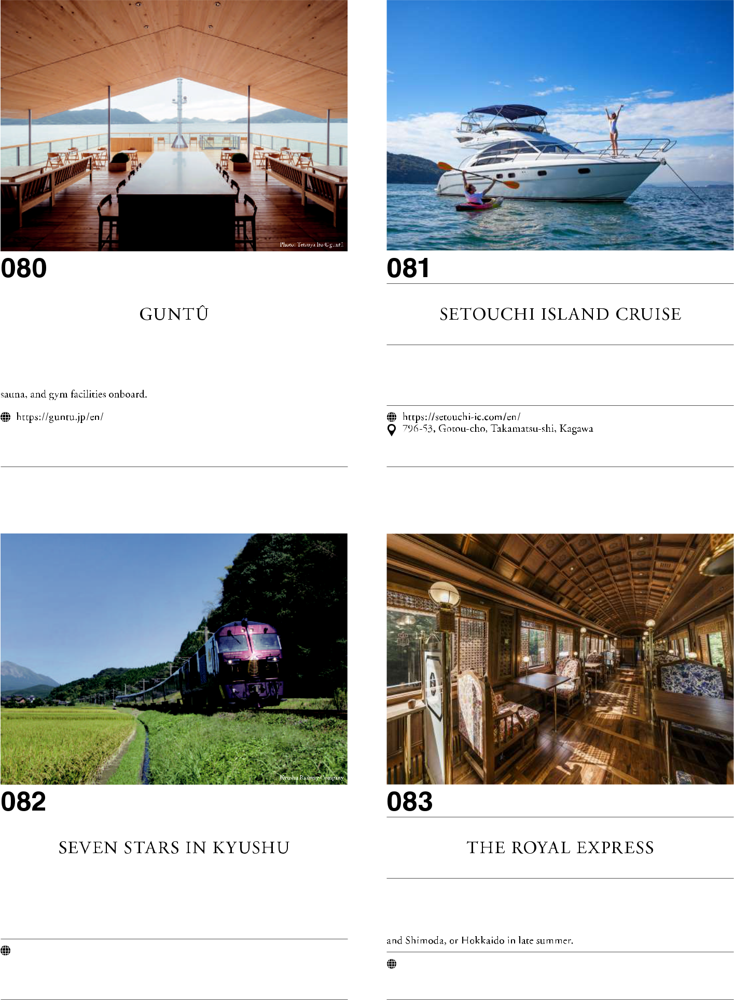 Photo: Tetsuya Ito ©guntû
080
GUNTÛ
sauna, and gym facilities onboard.
https://guntu.jp/en/
081
SETOUCHI ISLAND CRUISE
https://setouchi-ic.com/en/
796-53, Gotou-cho, Takamatsu-shi, Kagawa
Kyushu Railway Company
082
SEVEN STARS IN KYUSHU
083
THE ROYAL EXPRESS
and Shimoda, or Hokkaido in late summer.